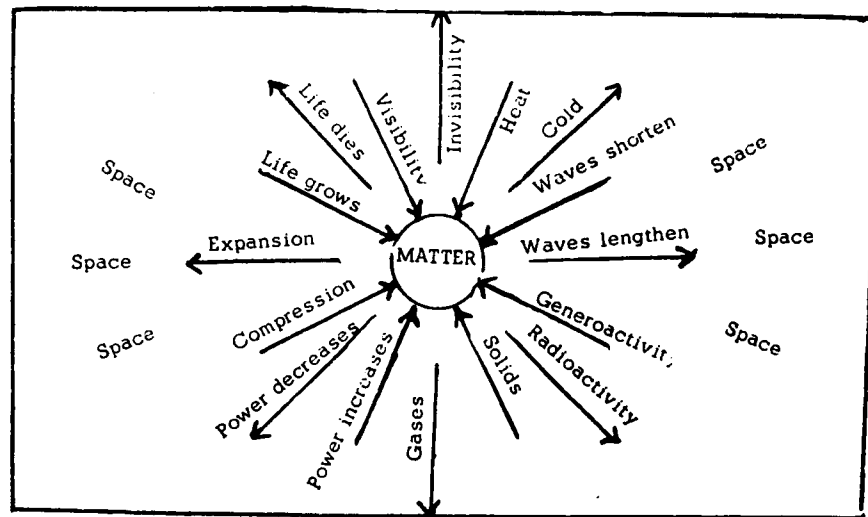 Invisibility
Life dies
Visibility
Heat
Cold
Space
Life grows
Waves shorten
Space
Space
Expansion
MATTER
Waves lengthen
Space
Space
Compression
Generoactivity
Space
Power decreases
Power increases
Gases
Solids
Radioactivity